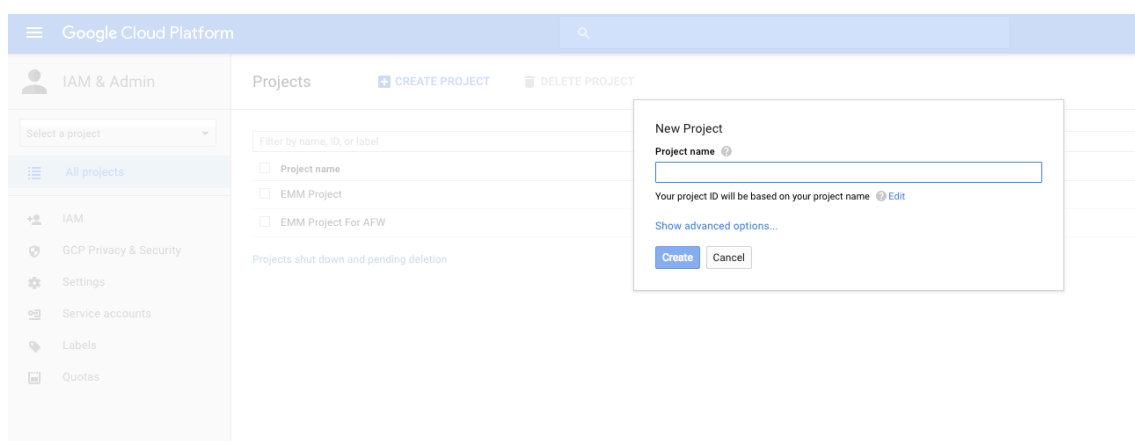 Google Cloud Platform
IAM & Admin
Projects
CREATE PROJECT
DELETE PROJECT
Select a project
All projects
IAM
GCP Privacy & Security
Settings
Service accounts
Labels
Quotas
Filter by name, ID, or label
Project name
EMM Project
EMM Project For AFW
Projects shut down and pending deletion
New Project
Project name
Your project ID will be based on your project name Edit
Show advanced options...
Create Cancel